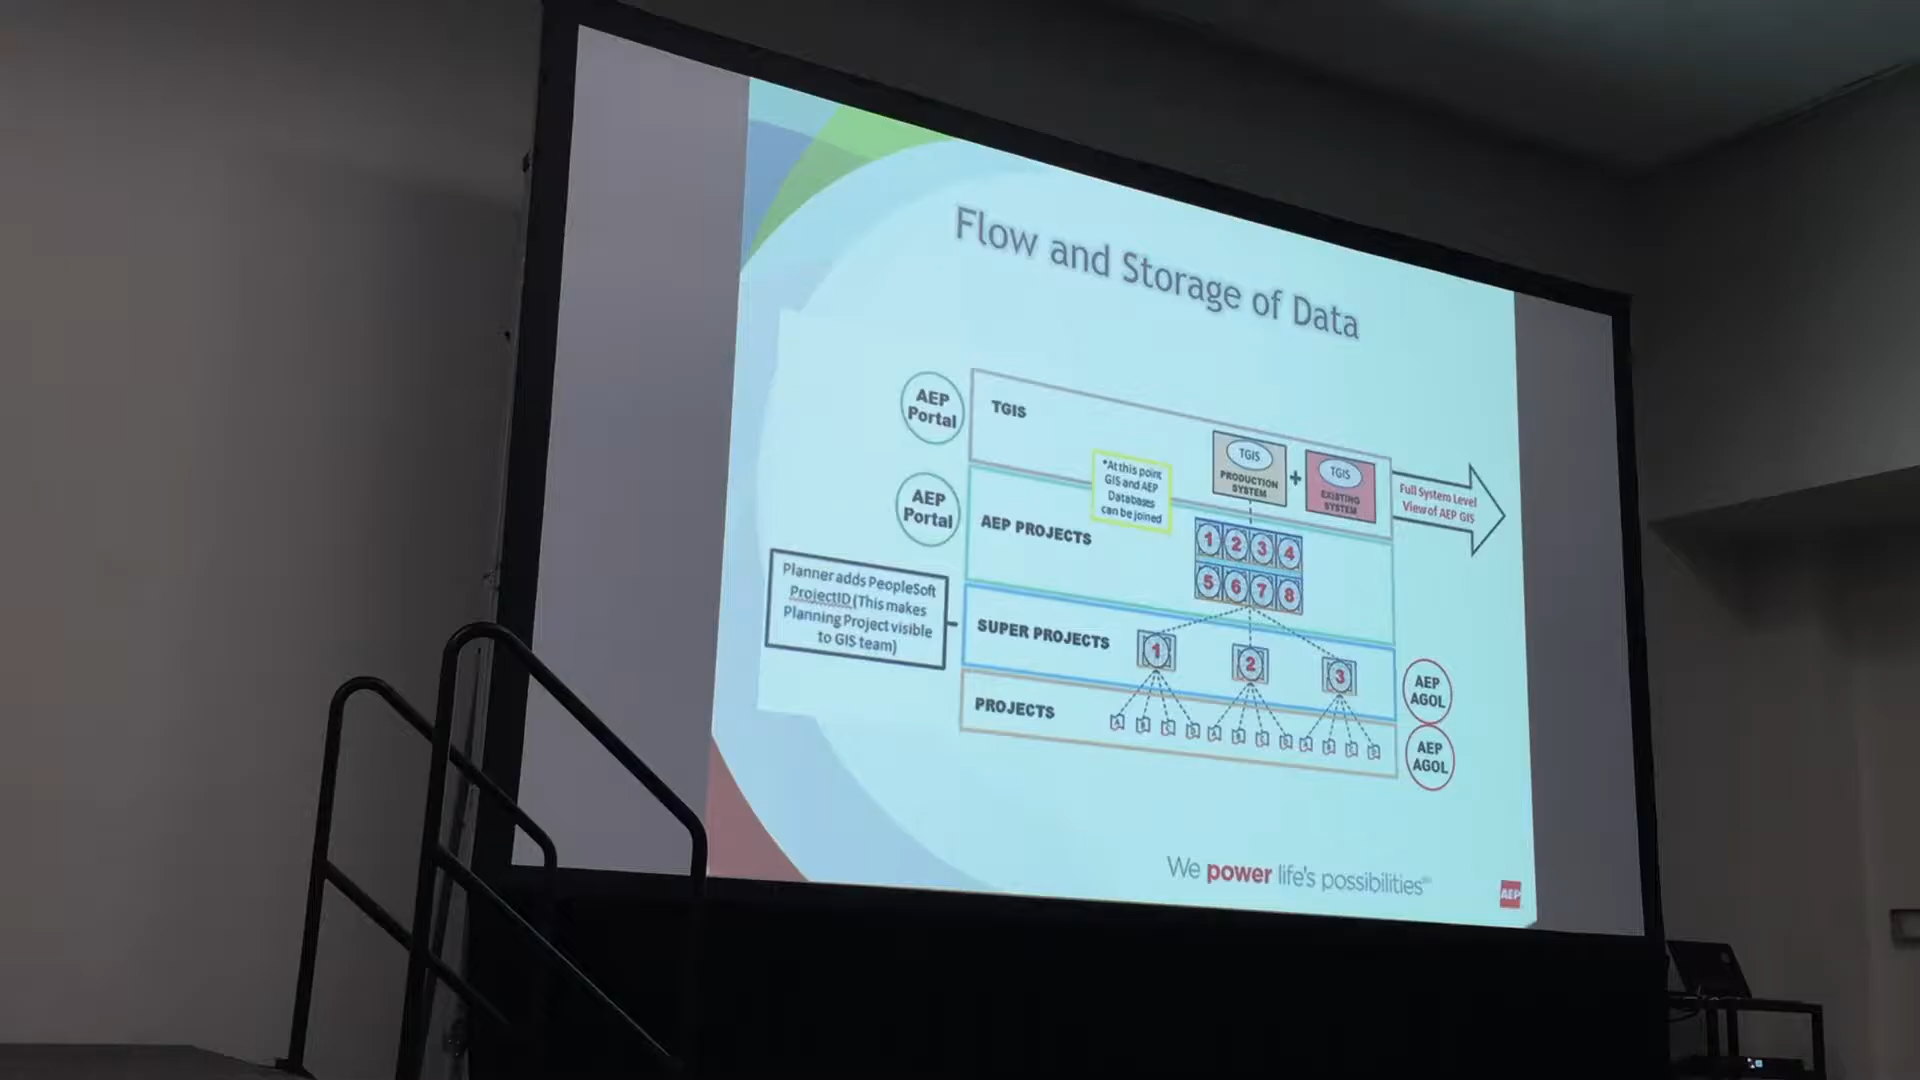 Flow and Storage of Data
AEP
Portal
TGIS
TGIS
PRODUCTION
SYSTEM
+
TGIS
EXISTING
SYSTEM
Full System Level
View of AEP GIS
*At this point
GIS and AEP
Databases
can be joined
AEP
Portal
AEP PROJECTS
1 2 3 4
5 6 7 8
Planner adds PeopleSoft
ProjectID (This makes
Planning Project visible
to GIS team)
SUPER PROJECTS
1 2 3
AEP
AGOL
PROJECTS
A B C D A B C D A B C D
AEP
AGOL
We power life's possibilities
AEP